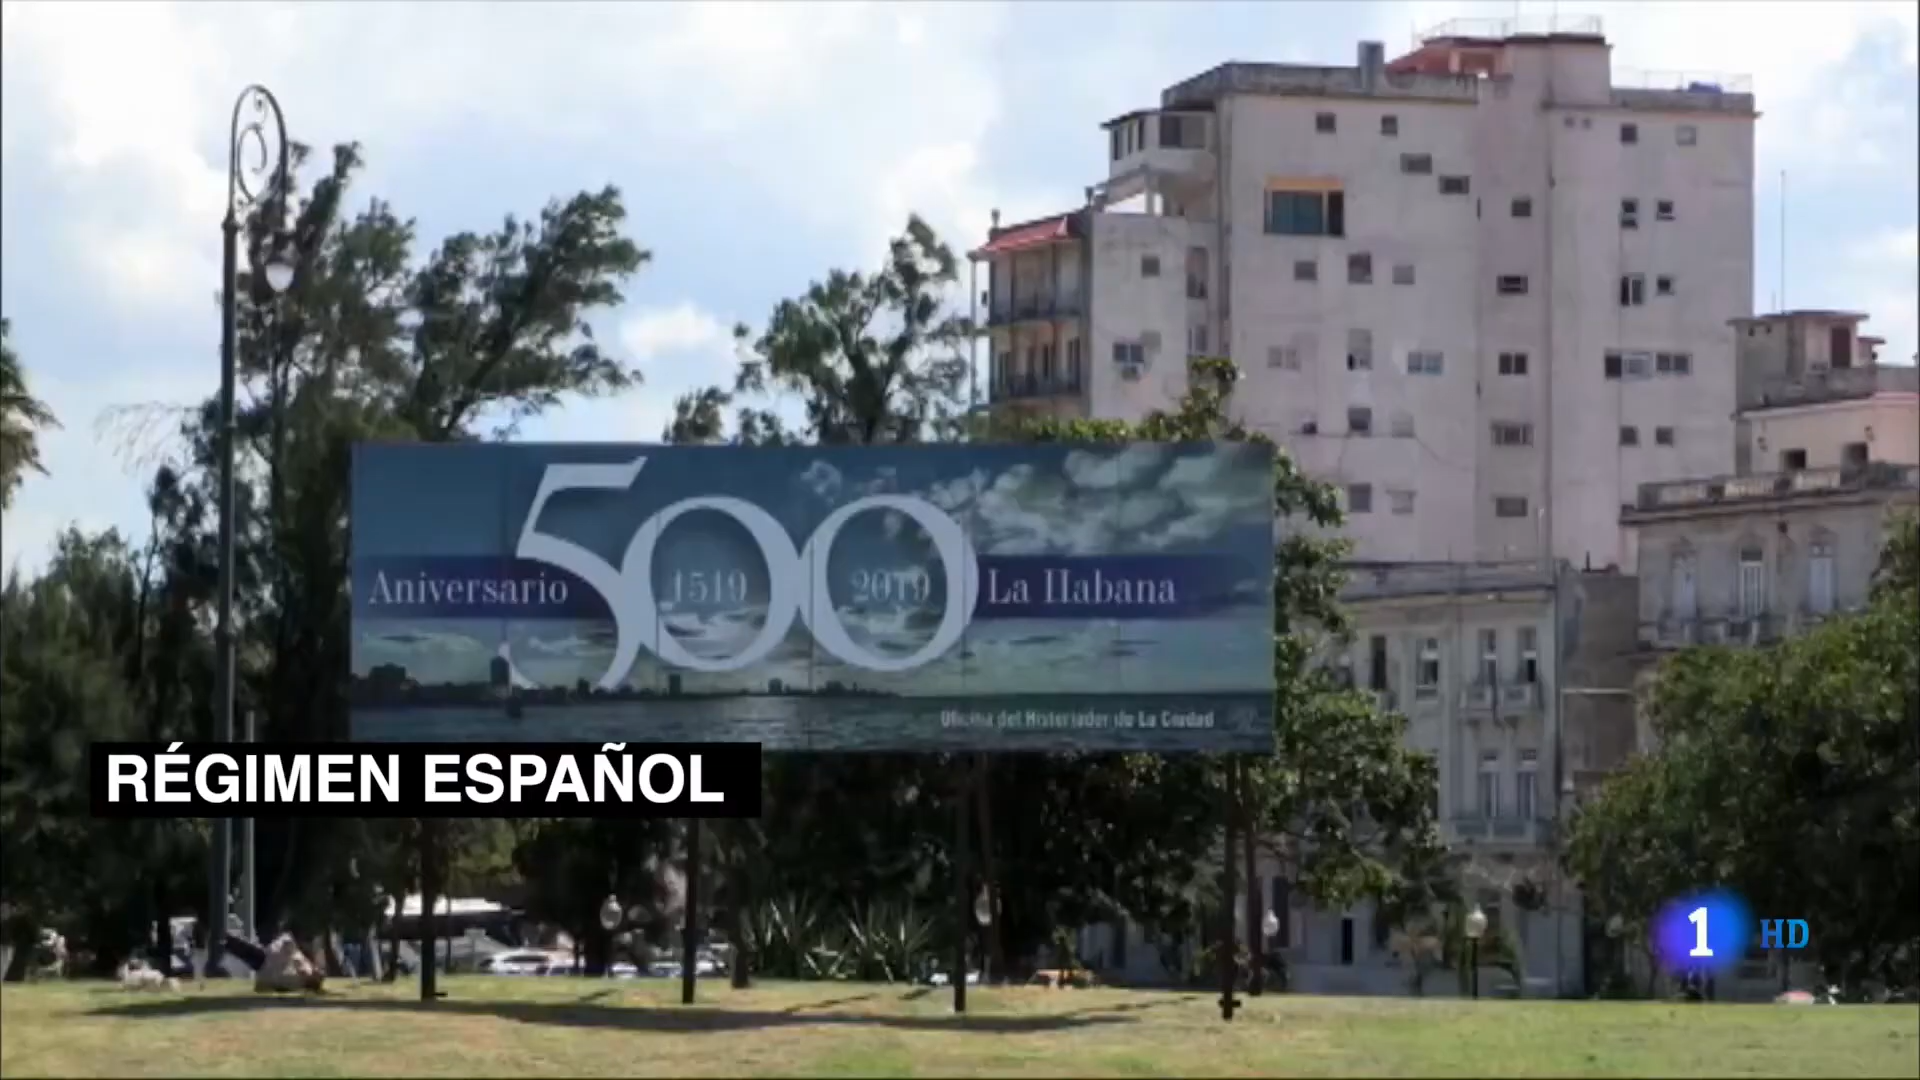 Aniversario 500 La Habana
1519 2019
Oficina del Historiador de La Ciudad
RÉGIMEN ESPAÑOL
1 HD